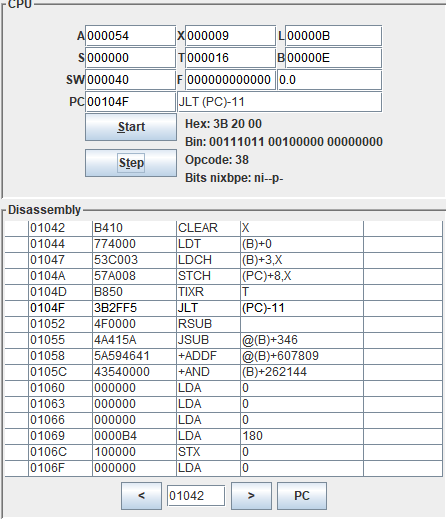 CPU
A 000054 X 000009 L 00000B
S 000000 T 000016 B 00000E
SW 000040 F 000000000000 0.0
PC 00104F JLT (PC)-11
Start Hex: 3B 20 00
Bin: 00111011 00100000 00000000
Step Opcode: 38
Bits nixbpe: ni--p-
Disassembly
01042 B410 CLEAR X
01044 774000 LDT (B)+0
01047 53C003 LDCH (B)+3,X
0104A 57A008 STCH (PC)+8,X
0104D B850 TIXR T
0104F 3B2FF5 JLT (PC)-11
01052 4F0000 RSUB
01055 4A415A JSUB @(B)+346
01058 5A594641 +ADDF @(B)+607809
0105C 43540000 +AND (B)+262144
01060 000000 LDA 0
01063 000000 LDA 0
01066 000000 LDA 0
01069 0000B4 LDA 180
0106C 100000 STX 0
0106F 000000 LDA 0
< 01042 > PC